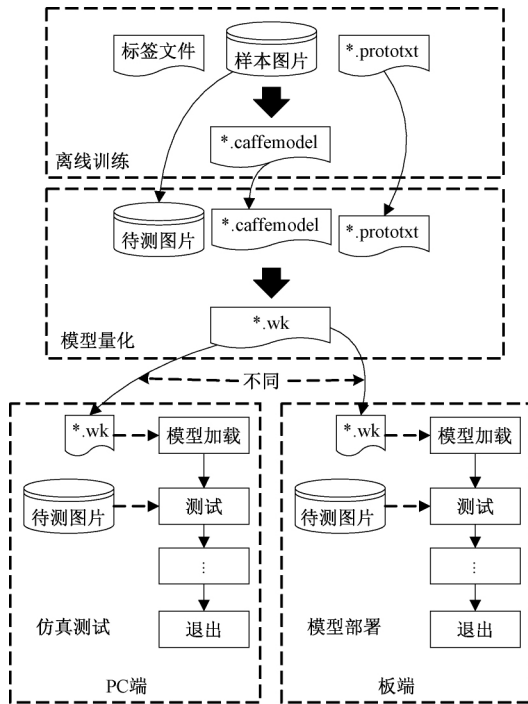 标签文件
样本图片
*.prototxt
*.caffemodel
离线训练
待测图片
*.caffemodel
*.prototxt
*.wk
模型量化
不同
*.wk
模型加载
待测图片
测试
⋮
仿真测试
退出
PC端
*.wk
模型加载
待测图片
测试
⋮
模型部署
退出
板端